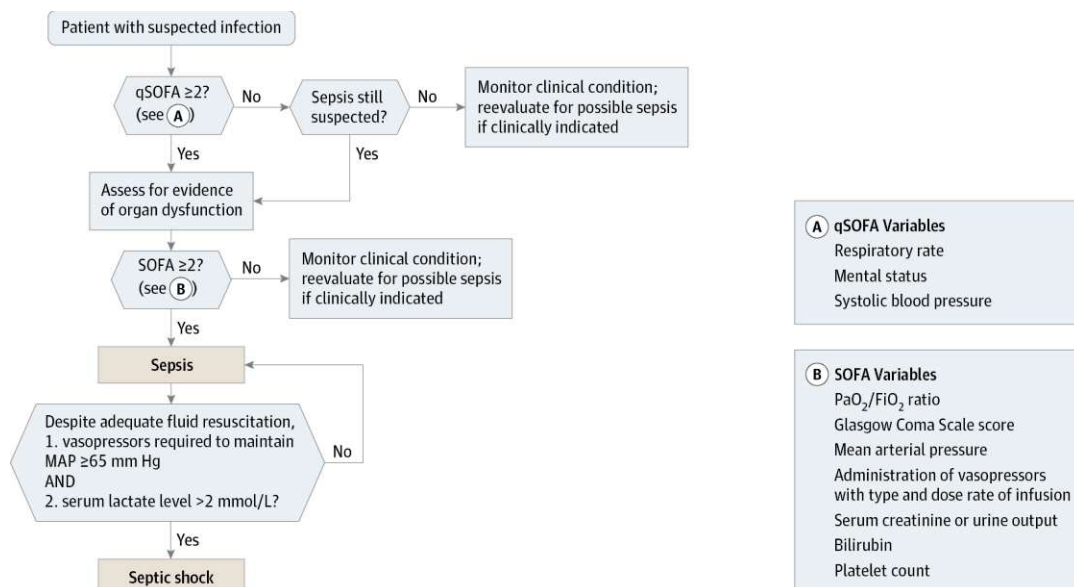 Patient with suspected infection
qSOFA ≥2?
(see A)
No
Sepsis still
suspected?
No
Monitor clinical condition;
reevaluate for possible sepsis
if clinically indicated
Yes
Yes
Assess for evidence
of organ dysfunction
SOFA ≥2?
(see B)
No
Monitor clinical condition;
reevaluate for possible sepsis
if clinically indicated
Yes
Sepsis
Despite adequate fluid resuscitation,
1. vasopressors required to maintain
MAP ≥65 mm Hg
AND
2. serum lactate level >2 mmol/L?
No
Yes
Septic shock
A qSOFA Variables
Respiratory rate
Mental status
Systolic blood pressure
B SOFA Variables
PaO₂/FiO₂ ratio
Glasgow Coma Scale score
Mean arterial pressure
Administration of vasopressors
with type and dose rate of infusion
Serum creatinine or urine output
Bilirubin
Platelet count